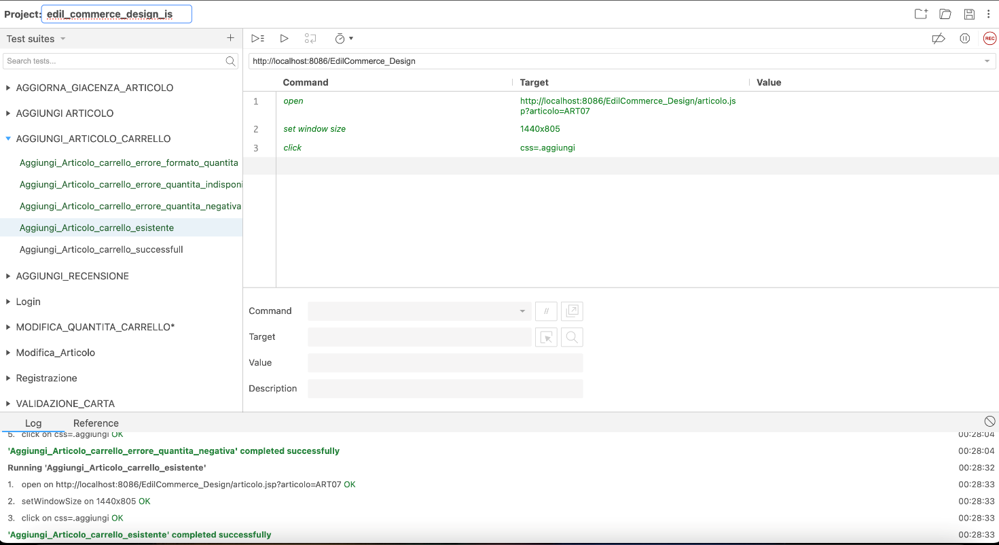 Project: edil_commerce_design_is
Test suites
+
Search tests...
AGGIORNA_GIACENZA_ARTICOLO
AGGIUNGI ARTICOLO
AGGIUNGI_ARTICOLO_CARRELLO
Aggiungi_Articolo_carrello_errore_formato_quantita
Aggiungi_Articolo_carrello_errore_quantita_indisponi
Aggiungi_Articolo_carrello_errore_quantita_negativa
Aggiungi_Articolo_carrello_esistente
Aggiungi_Articolo_carrello_successfull
AGGIUNGI_RECENSIONE
Login
MODIFICA_QUANTITA_CARRELLO*
Modifica_Articolo
Registrazione
VALIDAZIONE_CARTA
REC
http://localhost:8086/EdilCommerce_Design
Command Target Value
1 open http://localhost:8086/EdilCommerce_Design/articolo.js
p?articolo=ART07
2 set window size 1440x805
3 click css=.aggiungi
Command //
Target
Value
Description
Log Reference
5. click on css=.aggiungi OK 00:28:04
'Aggiungi_Articolo_carrello_errore_quantita_negativa' completed successfully 00:28:04
Running 'Aggiungi_Articolo_carrello_esistente' 00:28:32
1. open on http://localhost:8086/EdilCommerce_Design/articolo.jsp?articolo=ART07 OK 00:28:33
2. setWindowSize on 1440x805 OK 00:28:33
3. click on css=.aggiungi OK 00:28:33
'Aggiungi_Articolo_carrello_esistente' completed successfully 00:28:33